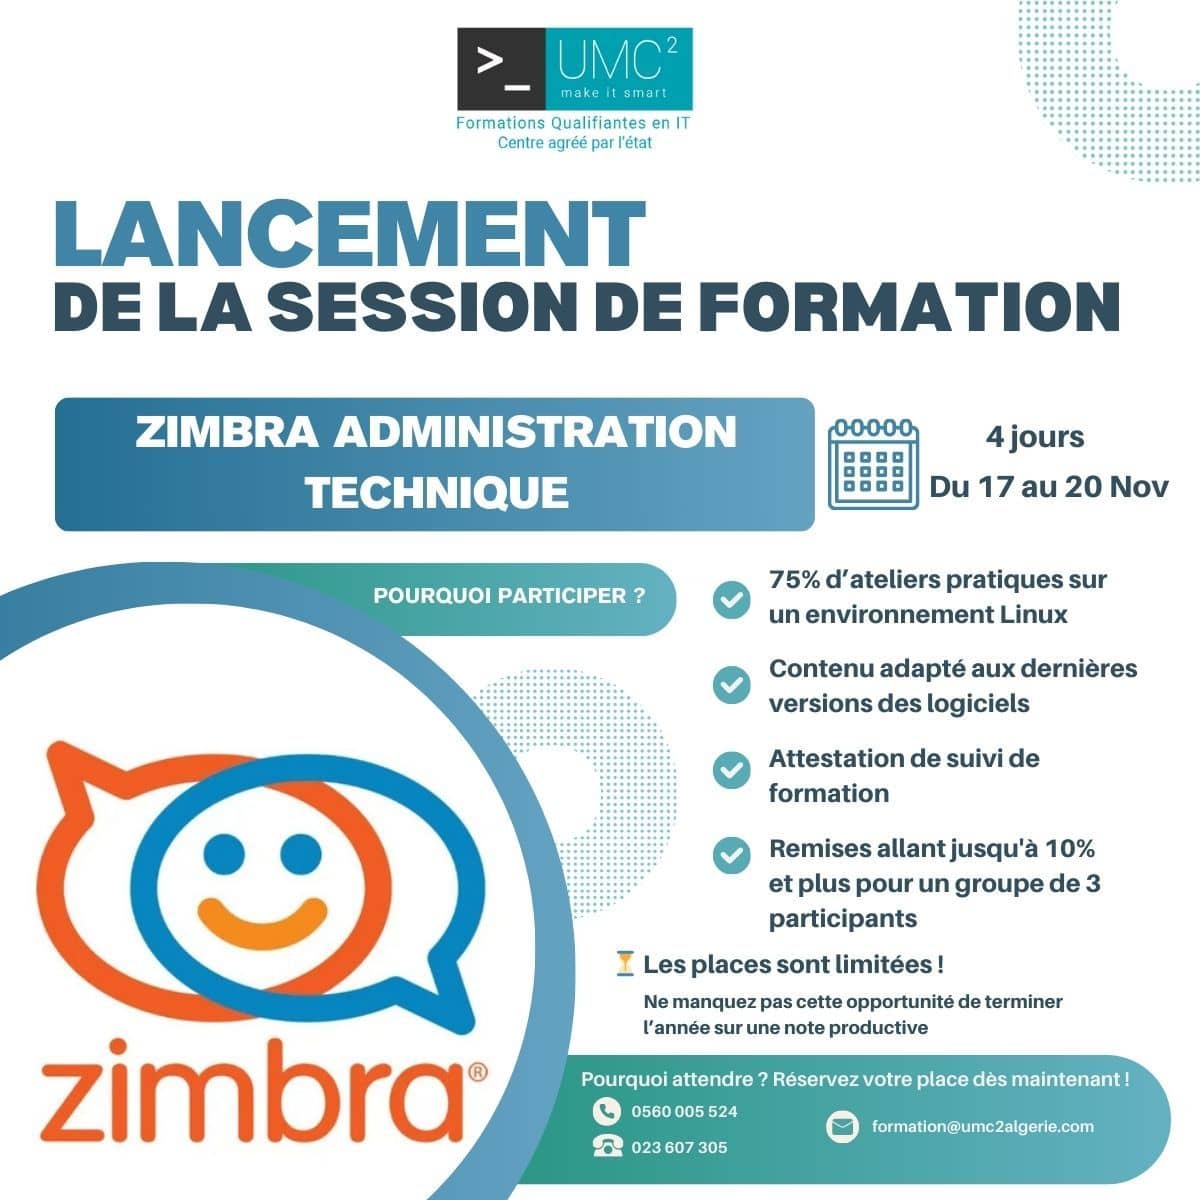 >_ UMC²
make it smart
Formations Qualifiantes en IT
Centre agréé par l'état
LANCEMENT
DE LA SESSION DE FORMATION
ZIMBRA ADMINISTRATION
TECHNIQUE
4 jours
Du 17 au 20 Nov
POURQUOI PARTICIPER ?
75% d’ateliers pratiques sur
un environnement Linux
Contenu adapté aux dernières
versions des logiciels
Attestation de suivi de
formation
Remises allant jusqu'à 10%
et plus pour un groupe de 3
participants
Les places sont limitées !
Ne manquez pas cette opportunité de terminer
l’année sur une note productive
zimbra®
Pourquoi attendre ? Réservez votre place dès maintenant !
0560 005 524
023 607 305
formation@umc2algerie.com